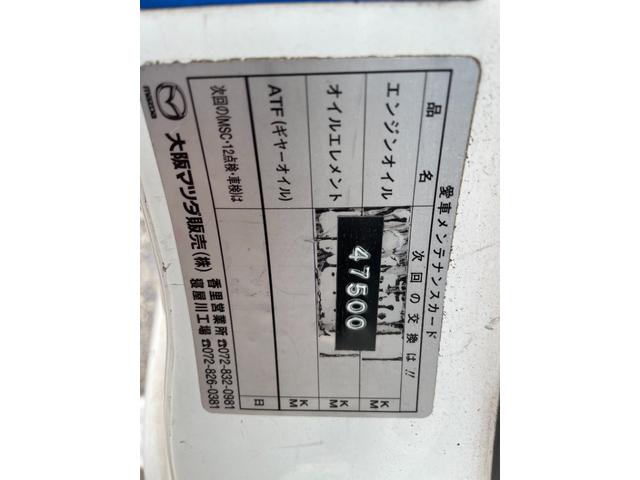 愛車メンテナンスカード
品名 次回の交換は!!
エンジンオイル KM
オイルエレメント 47500 KM
ATF(ギヤーオイル) KM
次回の(MSC・12点検・車検)は 日
mazda 大阪マツダ販売(株) 香里営業所 ☎072-832-0981
寝屋川工場 ☎072-826-0381